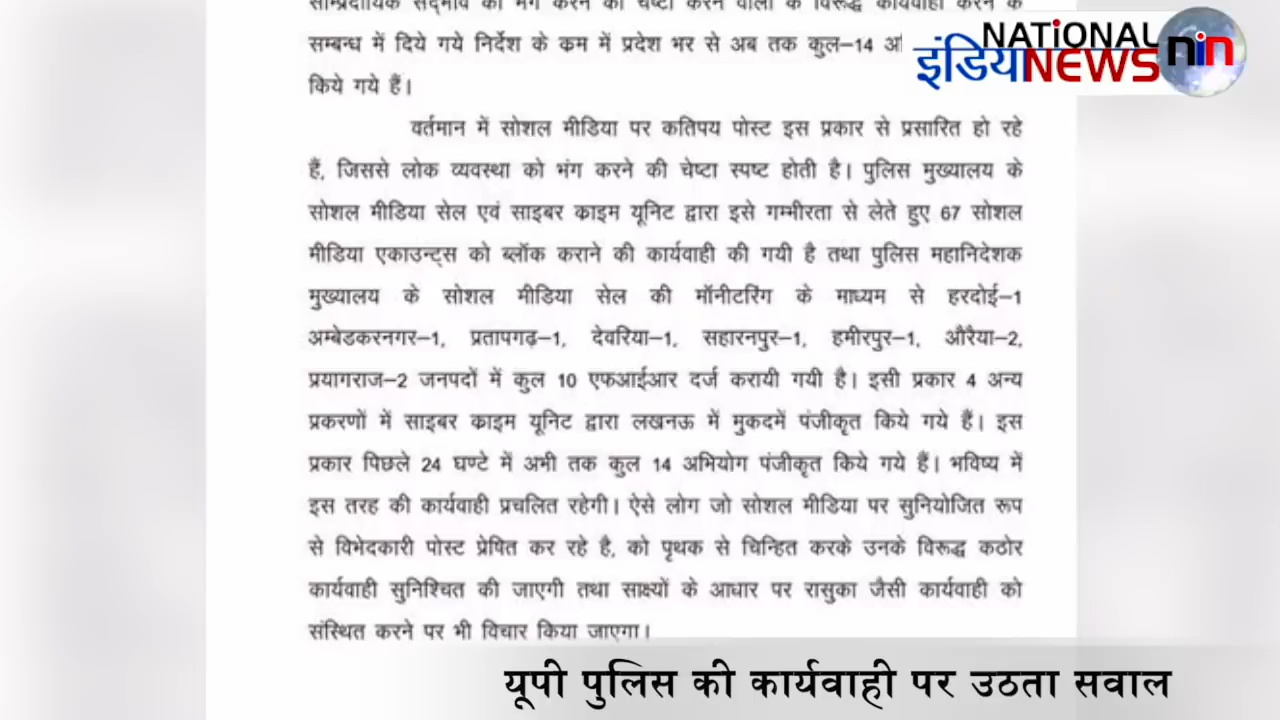 साम्प्रदायिक सद्भाव को भंग करने की चेष्टा करने वालों के विरूद्ध कार्यवाही करने के
सम्बन्ध में दिये गये निर्देश के क्रम में प्रदेश भर से अब तक कुल–14
किये गये हैं।
वर्तमान में सोशल मीडिया पर कतिपय पोस्ट इस प्रकार से प्रसारित हो रहे
हैं, जिससे लोक व्यवस्था को भंग करने की चेष्टा स्पष्ट होती है। पुलिस मुख्यालय के
सोशल मीडिया सेल एवं साइबर क्राइम यूनिट द्वारा इसे गम्भीरता से लेते हुए 67 सोशल
मीडिया एकाउन्ट्स को ब्लॉक कराने की कार्यवाही की गयी है तथा पुलिस महानिदेशक
मुख्यालय के सोशल मीडिया सेल की मॉनीटरिंग के माध्यम से हरदोई–1
अम्बेडकरनगर–1, प्रतापगढ़–1, देवरिया–1, सहारनपुर–1, हमीरपुर–1, औरैया–2,
प्रयागराज–2 जनपदों में कुल 10 एफआईआर दर्ज करायी गयी है। इसी प्रकार 4 अन्य
प्रकरणों में साइबर क्राइम यूनिट द्वारा लखनऊ में मुकदमें पंजीकृत किये गये हैं। इस
प्रकार पिछले 24 घण्टे में अभी तक कुल 14 अभियोग पंजीकृत किये गये हैं। भविष्य में
इस तरह की कार्यवाही प्रचलित रहेगी। ऐसे लोग जो सोशल मीडिया पर सुनियोजित रूप
से विभेदकारी पोस्ट प्रेषित कर रहे है, को पृथक से चिन्हित करके उनके विरूद्ध कठोर
कार्यवाही सुनिश्चित की जाएगी तथा साक्ष्यों के आधार पर रासुका जैसी कार्यवाही को
संस्थित करने पर भी विचार किया जाएगा।
NATiONAL
इंडिया NEWS nin
यूपी पुलिस की कार्यवाही पर उठता सवाल